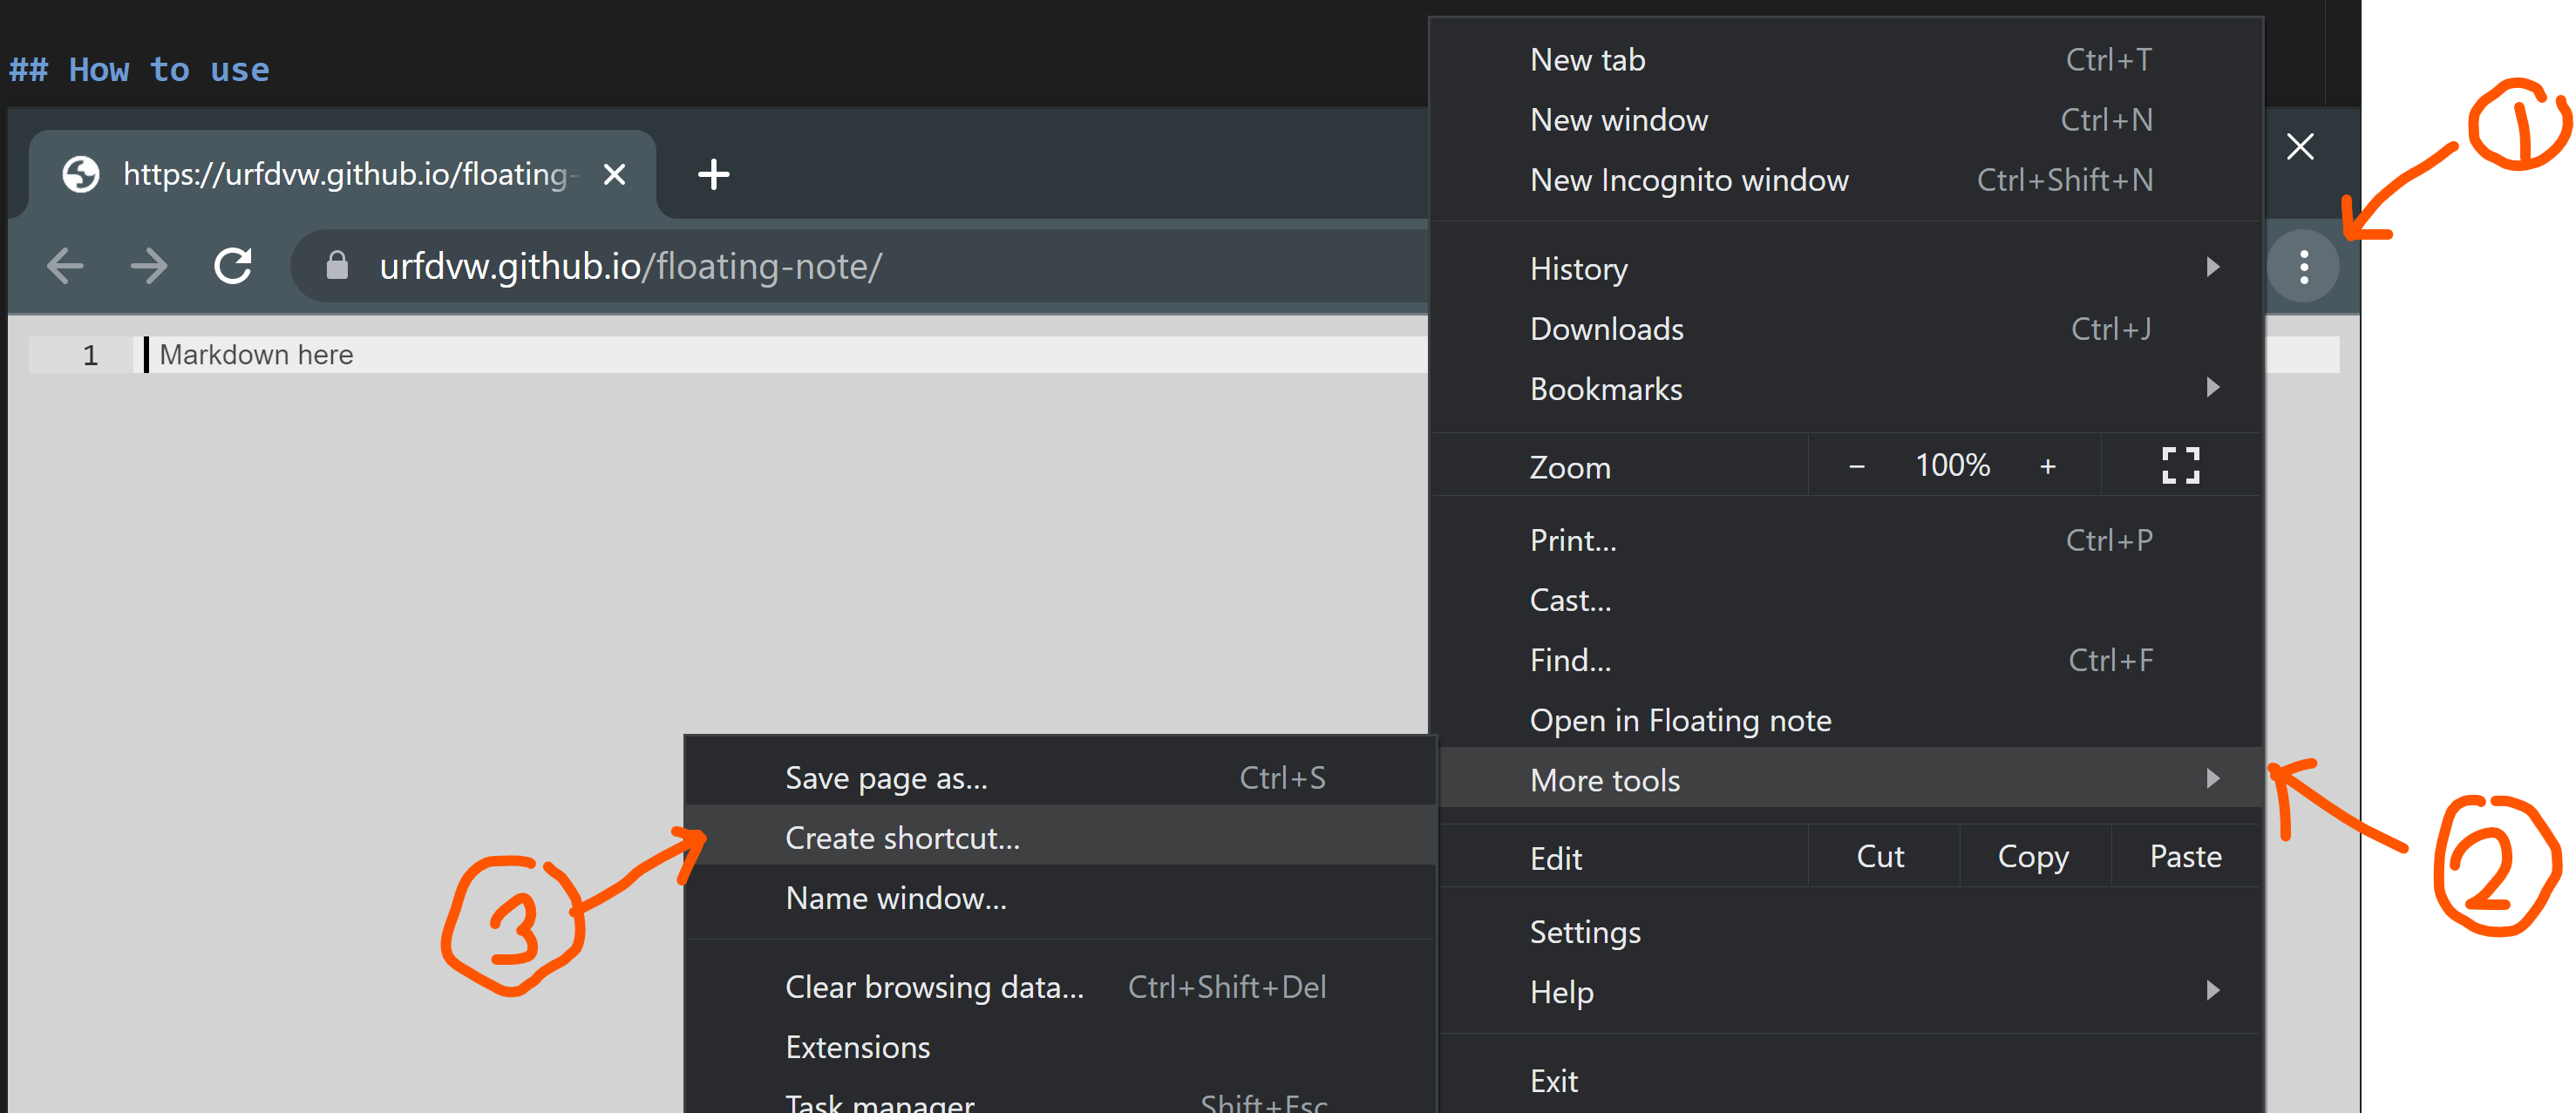 ## How to use
https://urfdvw.github.io/floating-
urfdvw.github.io/floating-note/
1 Markdown here
New tab Ctrl+T
New window Ctrl+N
New Incognito window Ctrl+Shift+N
History
Downloads Ctrl+J
Bookmarks
Zoom − 100% +
Print... Ctrl+P
Cast...
Find... Ctrl+F
Open in Floating note
More tools
Edit Cut Copy Paste
Settings
Help
Exit
Save page as... Ctrl+S
Create shortcut...
Name window...
Clear browsing data... Ctrl+Shift+Del
Extensions
Task manager Shift+Esc
1
2
3